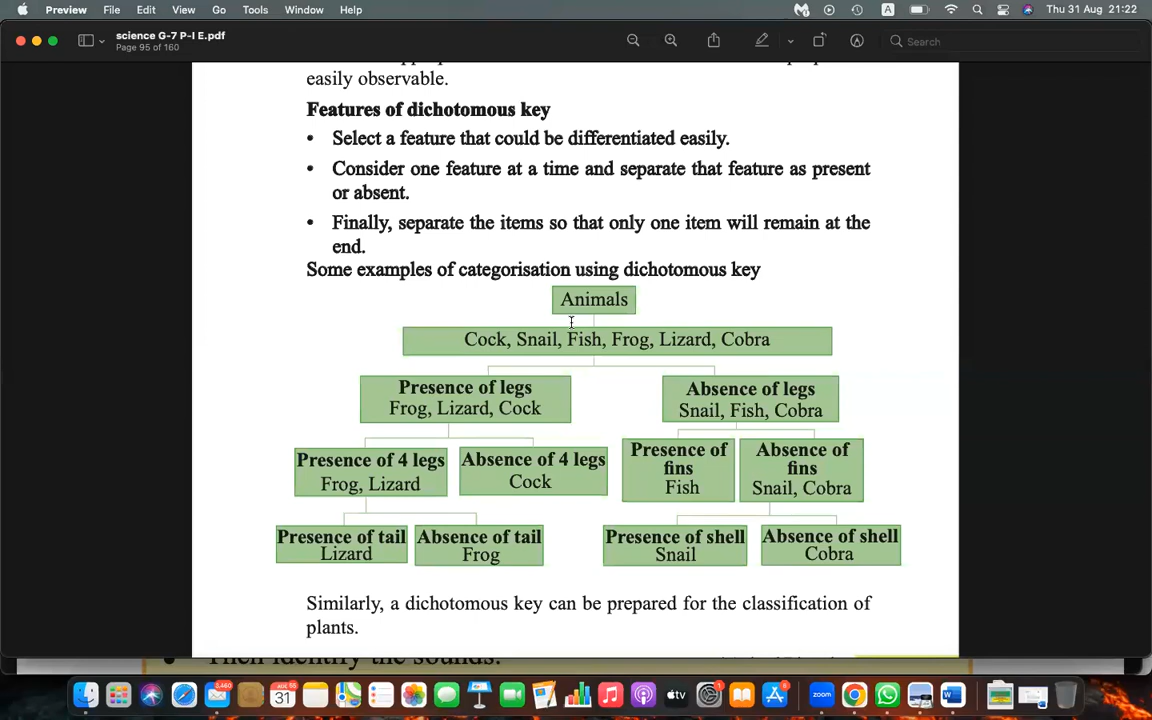 Preview File Edit View Go Tools Window Help
A
Thu 31 Aug 21:22
science G-7 P-I E.pdf
Page 95 of 160
Search
easily observable.
Features of dichotomous key
• Select a feature that could be differentiated easily.
• Consider one feature at a time and separate that feature as present
or absent.
• Finally, separate the items so that only one item will remain at the
end.
Some examples of categorisation using dichotomous key
Animals
Cock, Snail, Fish, Frog, Lizard, Cobra
Presence of legs
Frog, Lizard, Cock
Absence of legs
Snail, Fish, Cobra
Presence of 4 legs
Frog, Lizard
Absence of 4 legs
Cock
Presence of
fins
Fish
Absence of
fins
Snail, Cobra
Presence of tail
Lizard
Absence of tail
Frog
Presence of shell
Snail
Absence of shell
Cobra
Similarly, a dichotomous key can be prepared for the classification of
plants.
• Then identify the sounds.
31
tv
zoom
W